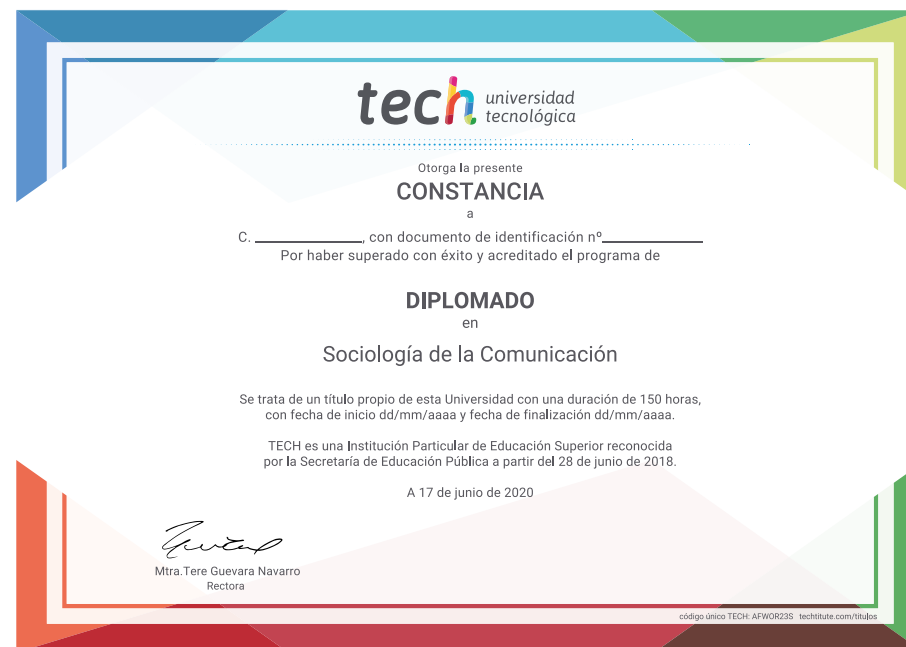 tech universidad
tecnológica
Otorga la presente
CONSTANCIA
a
C. ____________, con documento de identificación nº____________
Por haber superado con éxito y acreditado el programa de
DIPLOMADO
en
Sociología de la Comunicación
Se trata de un título propio de esta Universidad con una duración de 150 horas,
con fecha de inicio dd/mm/aaaa y fecha de finalización dd/mm/aaaa.
TECH es una Institución Particular de Educación Superior reconocida
por la Secretaría de Educación Pública a partir del 28 de junio de 2018.
A 17 de junio de 2020
Mtra.Tere Guevara Navarro
Rectora
código único TECH: AFWOR23S techtitute.com/titulos